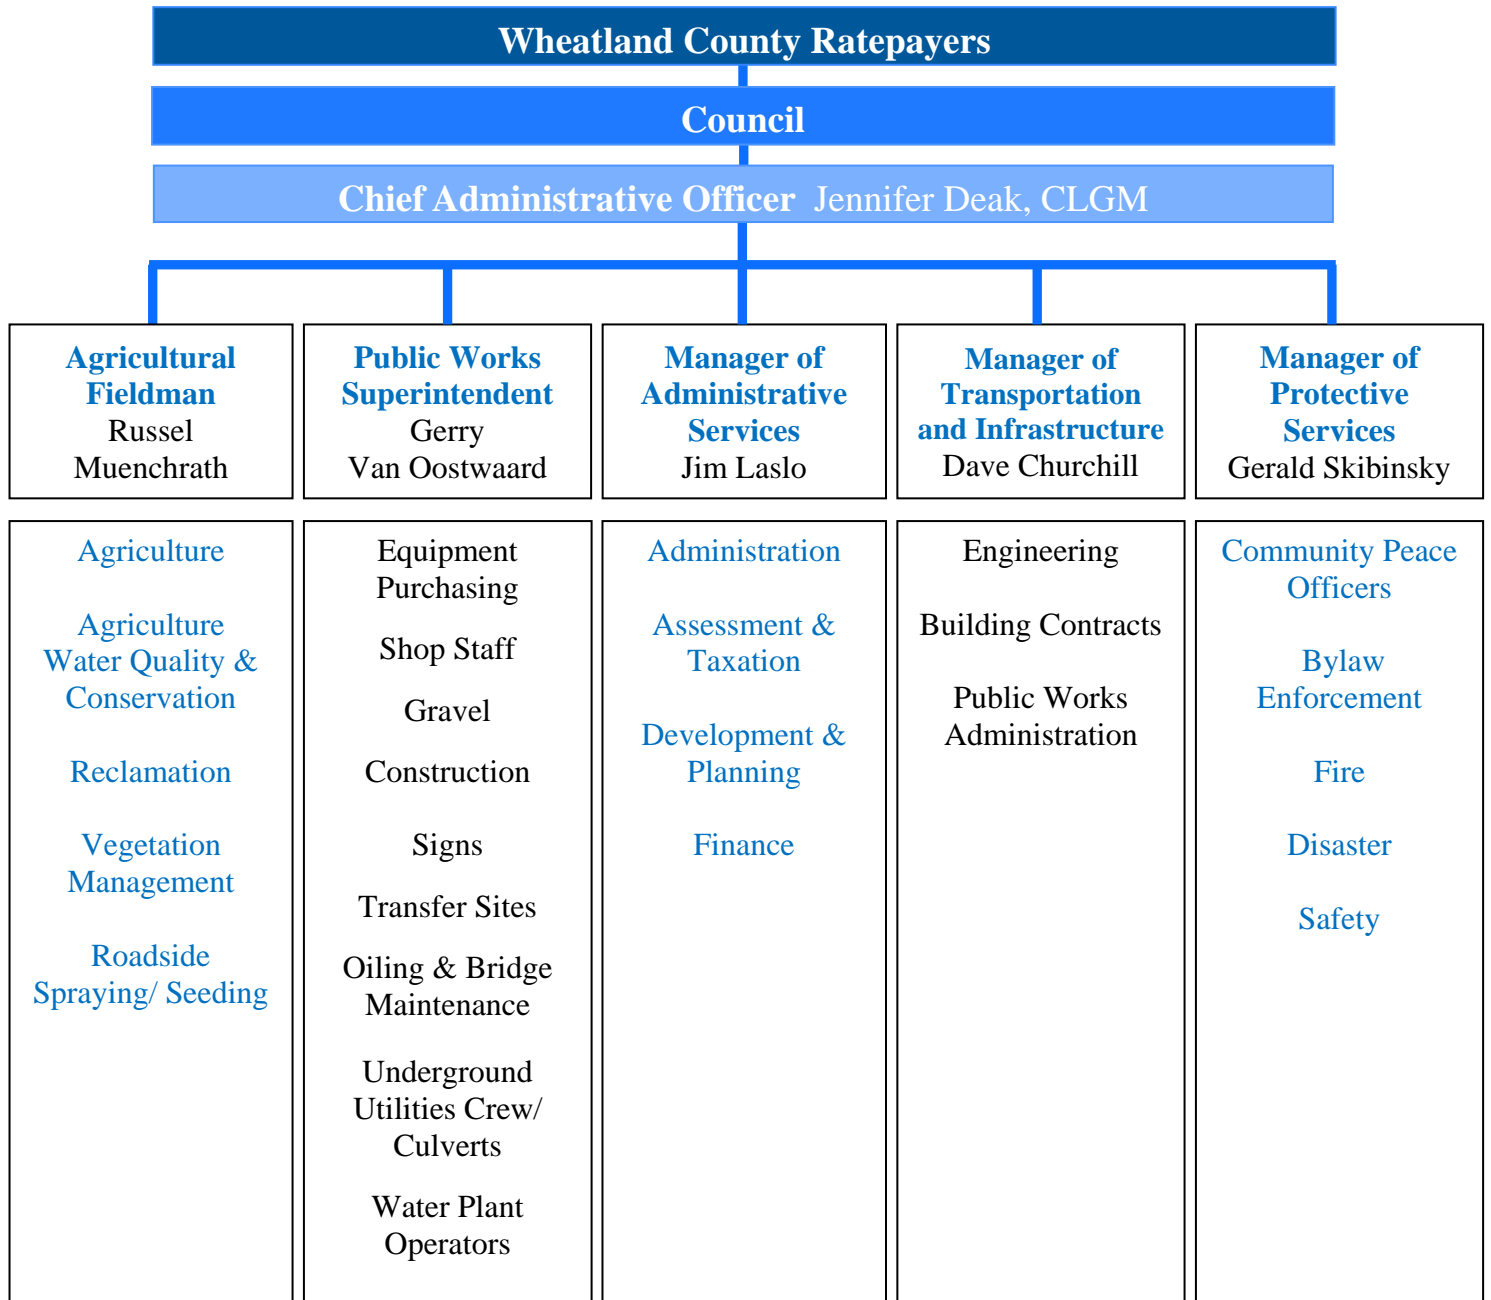 Wheatland County Ratepayers
Council
Chief Administrative Officer Jennifer Deak, CLGM
Agricultural
Fieldman
Russel
Muenchrath
Public Works
Superintendent
Gerry
Van Oostwaard
Manager of
Administrative
Services
Jim Laslo
Manager of
Transportation
and Infrastructure
Dave Churchill
Manager of
Protective
Services
Gerald Skibinsky
Agriculture
Agriculture
Water Quality &
Conservation
Reclamation
Vegetation
Management
Roadside
Spraying/ Seeding
Equipment
Purchasing
Shop Staff
Gravel
Construction
Signs
Transfer Sites
Oiling & Bridge
Maintenance
Underground
Utilities Crew/
Culverts
Water Plant
Operators
Administration
Assessment &
Taxation
Development &
Planning
Finance
Engineering
Building Contracts
Public Works
Administration
Community Peace
Officers
Bylaw
Enforcement
Fire
Disaster
Safety